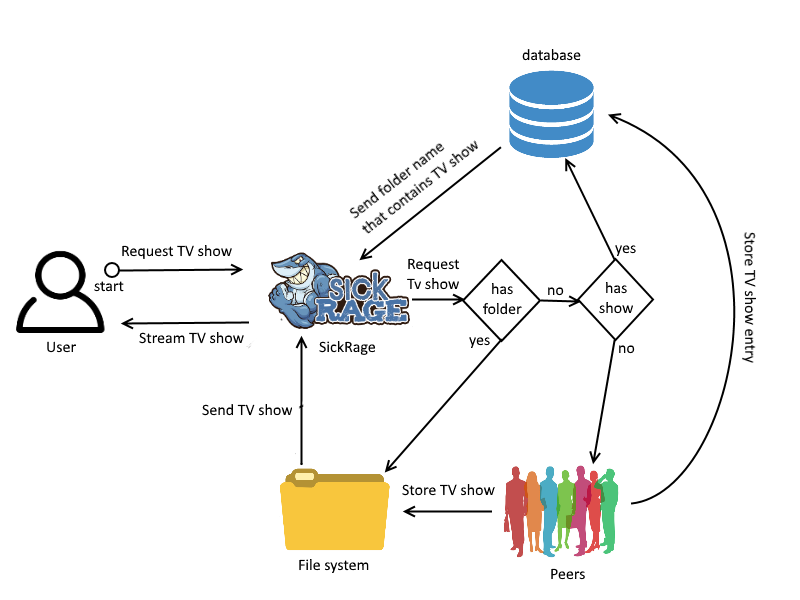 database
Send folder name
that contains TV show
Request TV show
start
User
Stream TV show
SICK
RAGE
SickRage
Request
Tv show
has
folder
no
has
show
yes
yes
no
Store TV show entry
Send TV show
Store TV show
File system
Peers